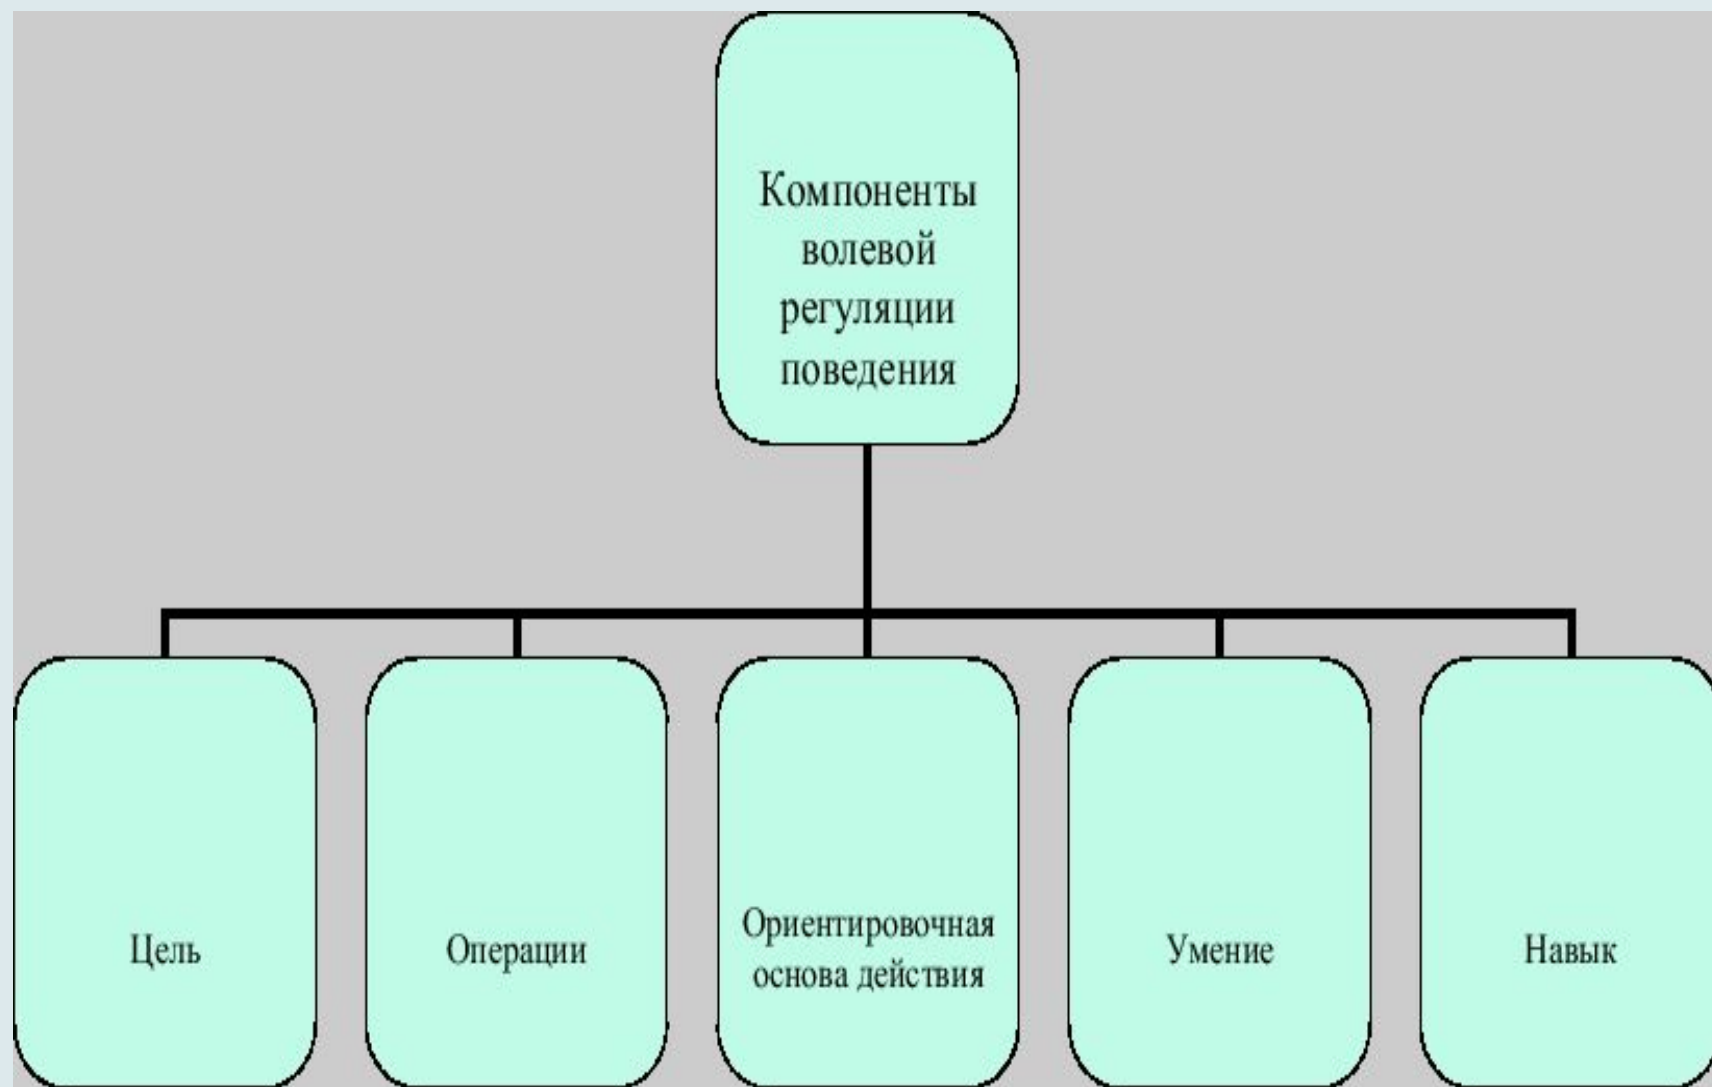 Компоненты
волевой
регуляции
поведения
Цель
Операции
Ориентировочная
основа действия
Умение
Навык